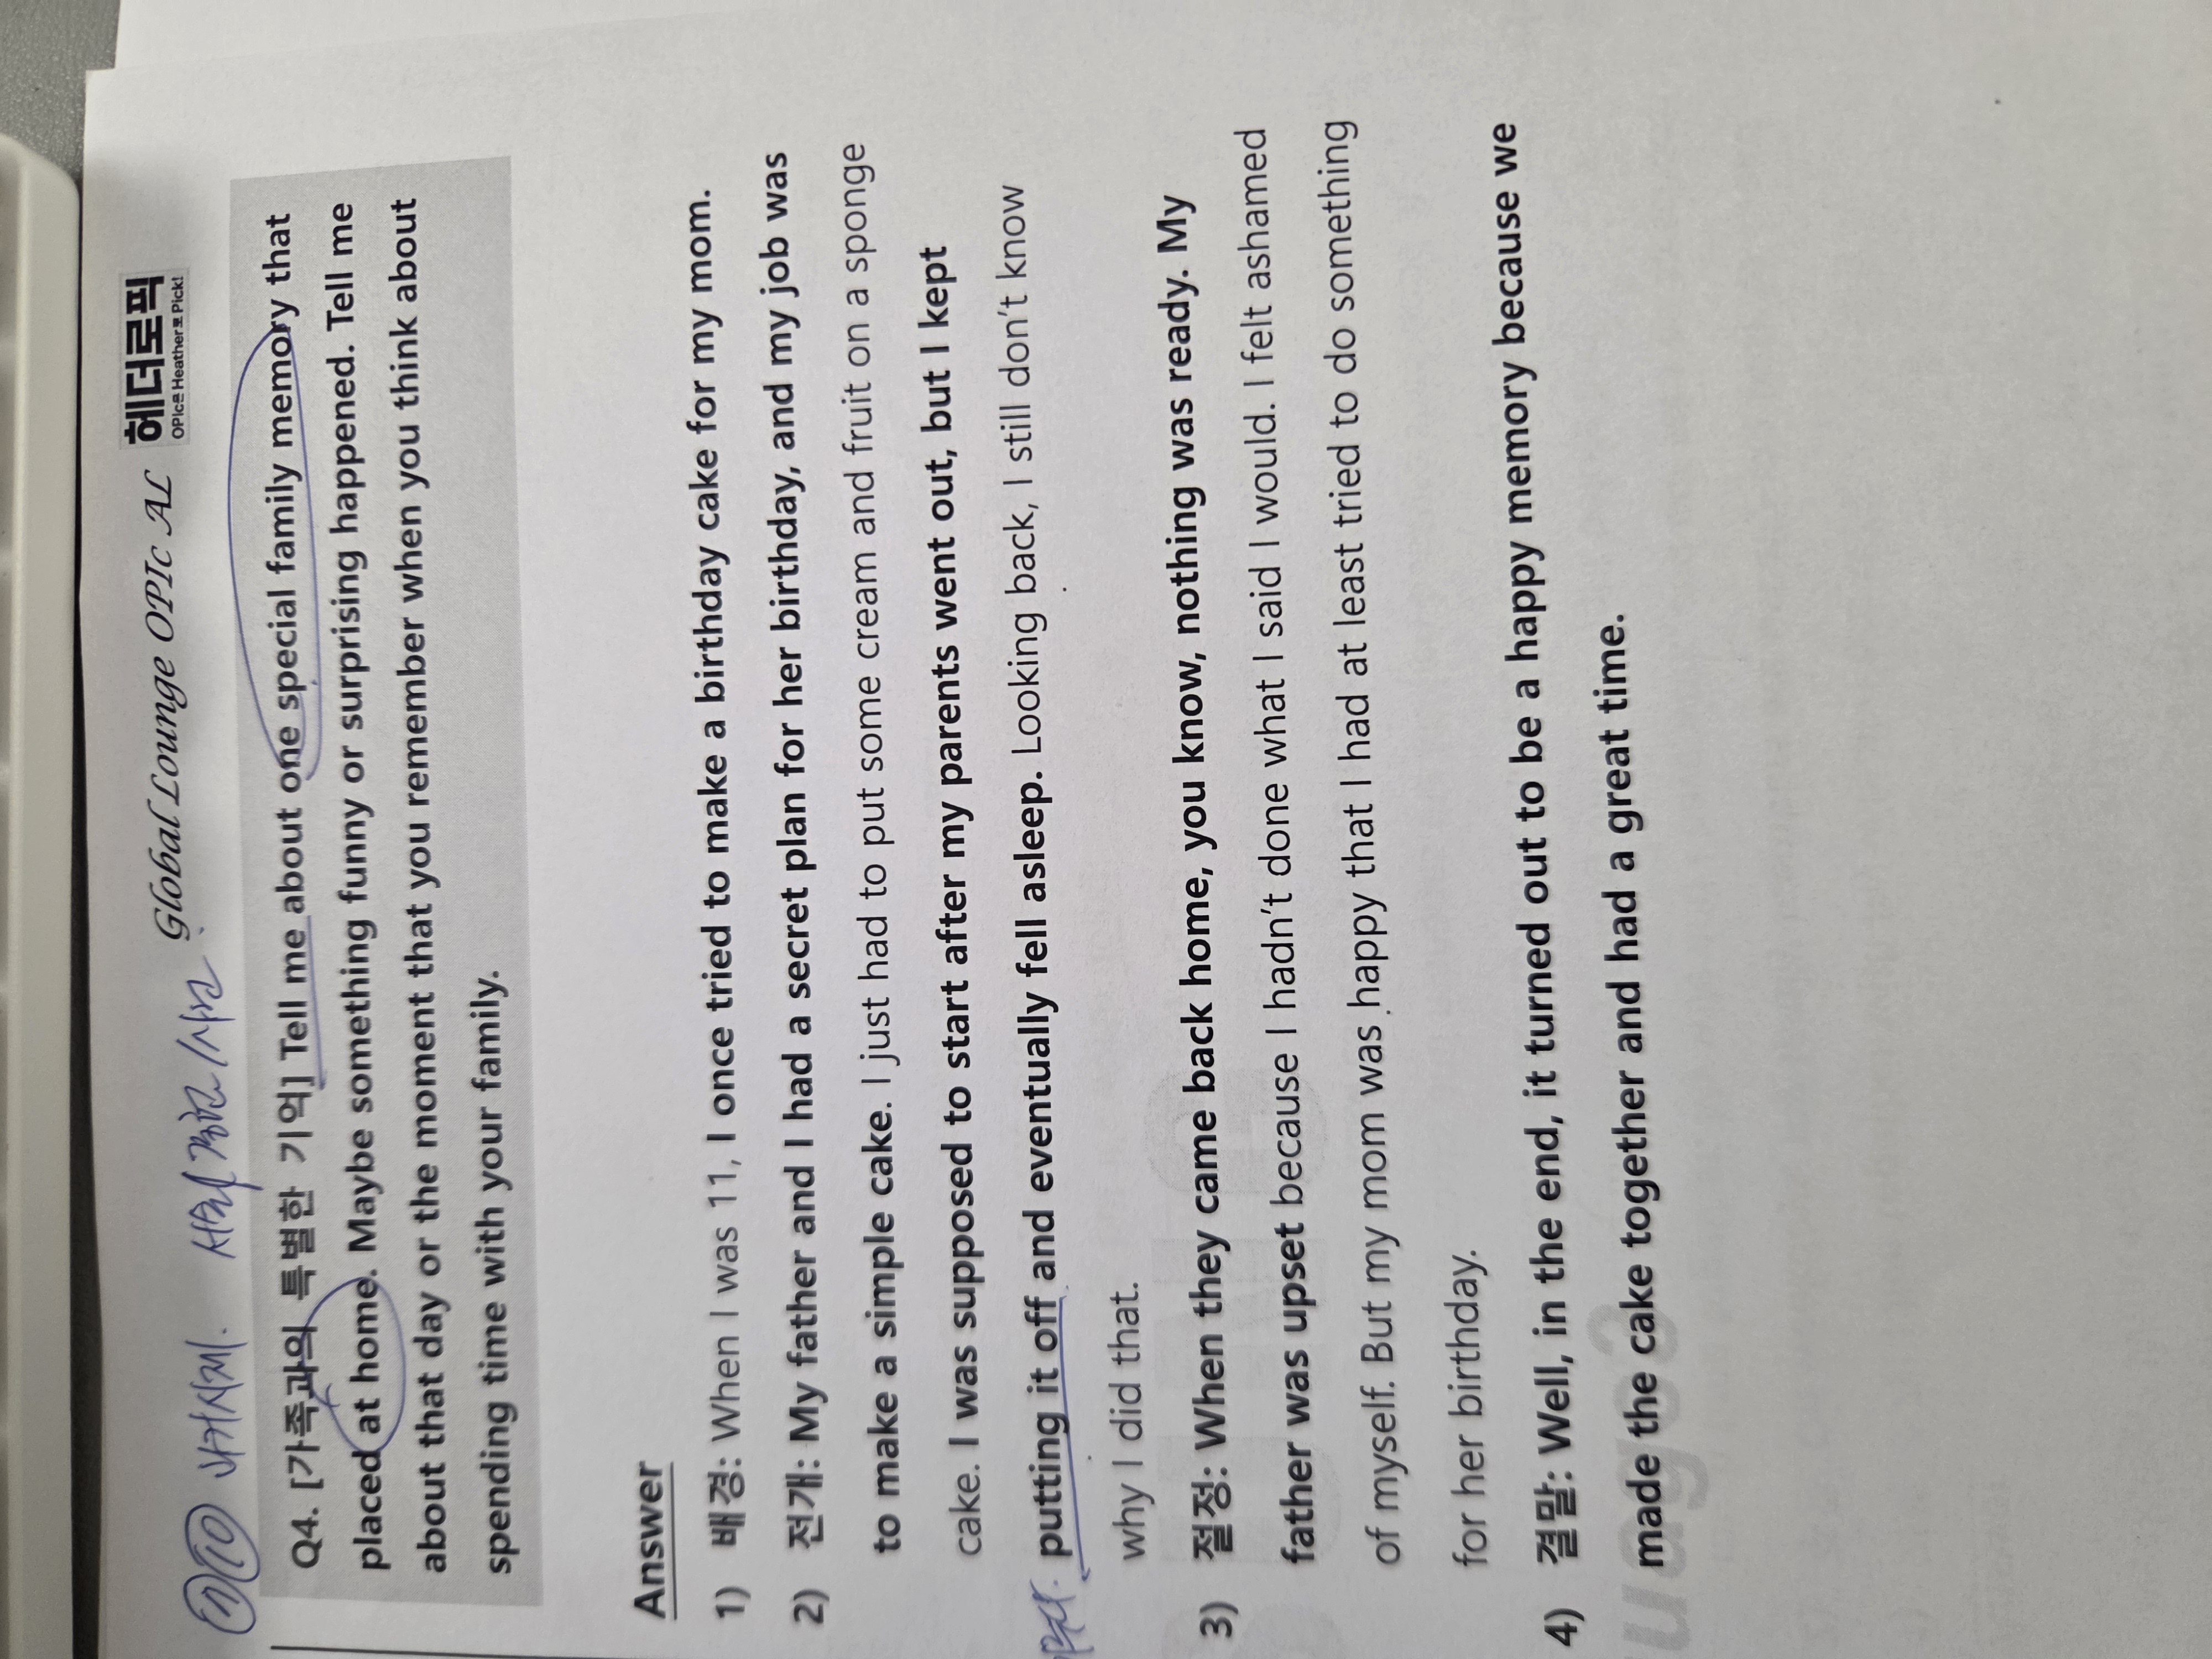 Global Lounge OPIc AL 헤더로픽
OPIc은 Heather로 Pick!
⑦⑩ 과거시제. 서술 경험/사건
Q4. [가족과의 특별한 기억] Tell me about one special family memory that
placed at home. Maybe something funny or surprising happened. Tell me
about that day or the moment that you remember when you think about
spending time with your family.
Answer
1) 배경: When I was 11, I once tried to make a birthday cake for my mom.
2) 전개: My father and I had a secret plan for her birthday, and my job was
to make a simple cake. I just had to put some cream and fruit on a sponge
cake. I was supposed to start after my parents went out, but I kept
putting it off and eventually fell asleep. Looking back, I still don't know
why I did that.
3) 절정: When they came back home, you know, nothing was ready. My
father was upset because I hadn't done what I said I would. I felt ashamed
of myself. But my mom was happy that I had at least tried to do something
for her birthday.
4) 결말: Well, in the end, it turned out to be a happy memory because we
made the cake together and had a great time.